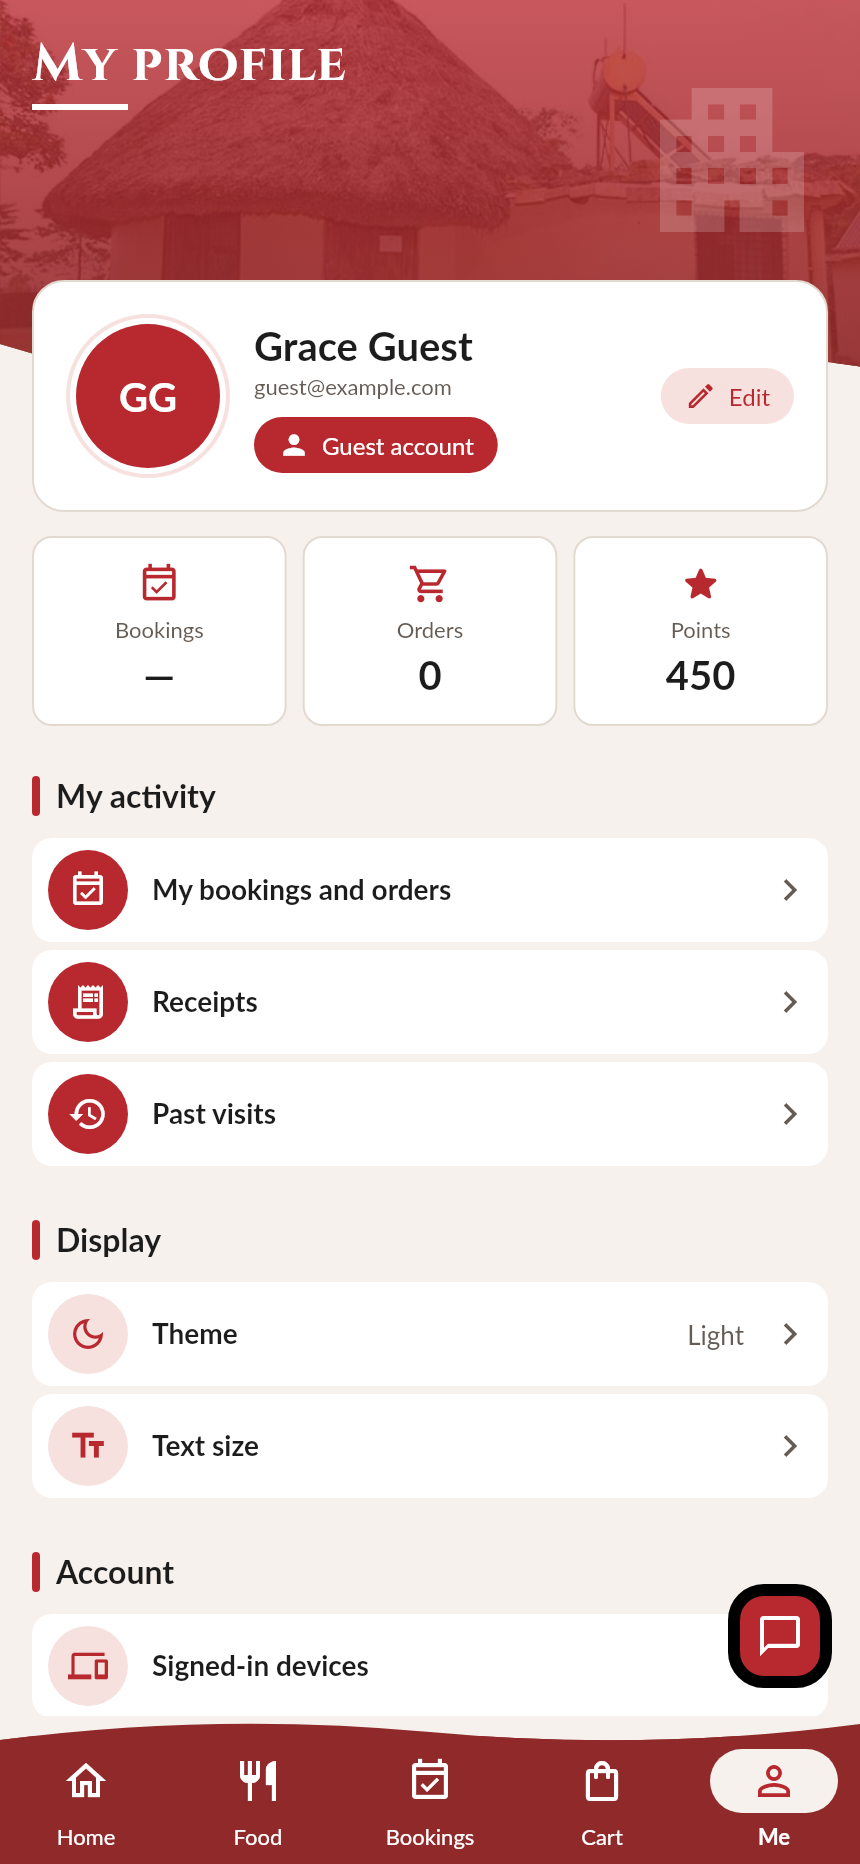 My profile
GG
Grace Guest
guest@example.com
Guest account
Edit
Bookings
—
Orders
0
Points
450
My activity
My bookings and orders
Receipts
Past visits
Display
Theme
Light
Text size
Account
Signed-in devices
Home
Food
Bookings
Cart
Me